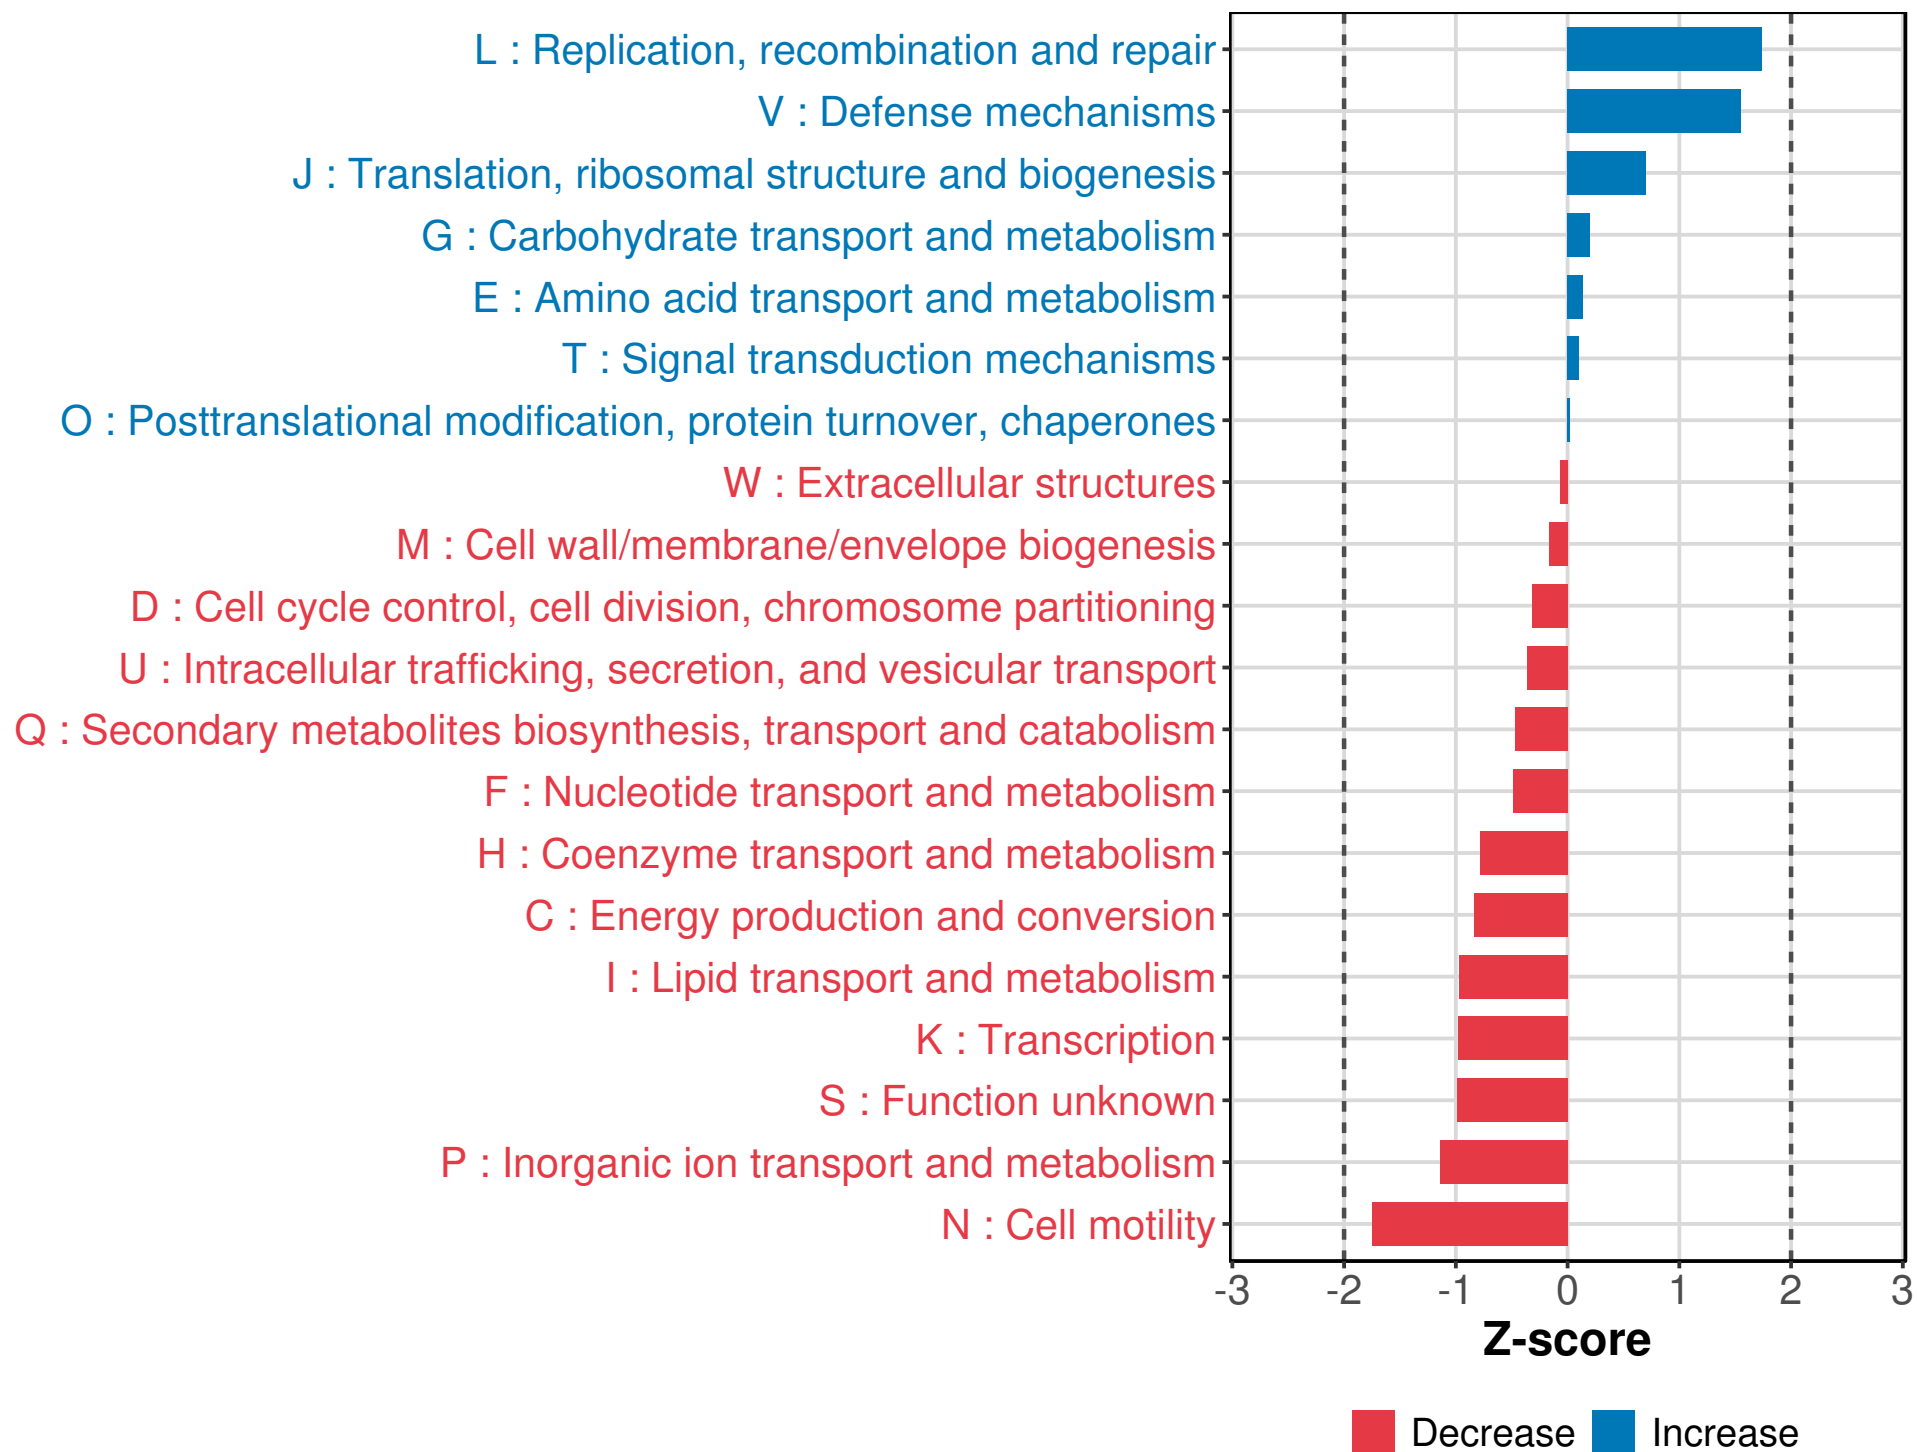 L : Replication, recombination and repair
V : Defense mechanisms
J : Translation, ribosomal structure and biogenesis
G : Carbohydrate transport and metabolism
E : Amino acid transport and metabolism
T : Signal transduction mechanisms
O : Posttranslational modification, protein turnover, chaperones
W : Extracellular structures
M : Cell wall/membrane/envelope biogenesis
D : Cell cycle control, cell division, chromosome partitioning
U : Intracellular trafficking, secretion, and vesicular transport
Q : Secondary metabolites biosynthesis, transport and catabolism
F : Nucleotide transport and metabolism
H : Coenzyme transport and metabolism
C : Energy production and conversion
I : Lipid transport and metabolism
K : Transcription
S : Function unknown
P : Inorganic ion transport and metabolism
N : Cell motility
-3 -2 -1 0 1 2 3
Z-score
Decrease Increase